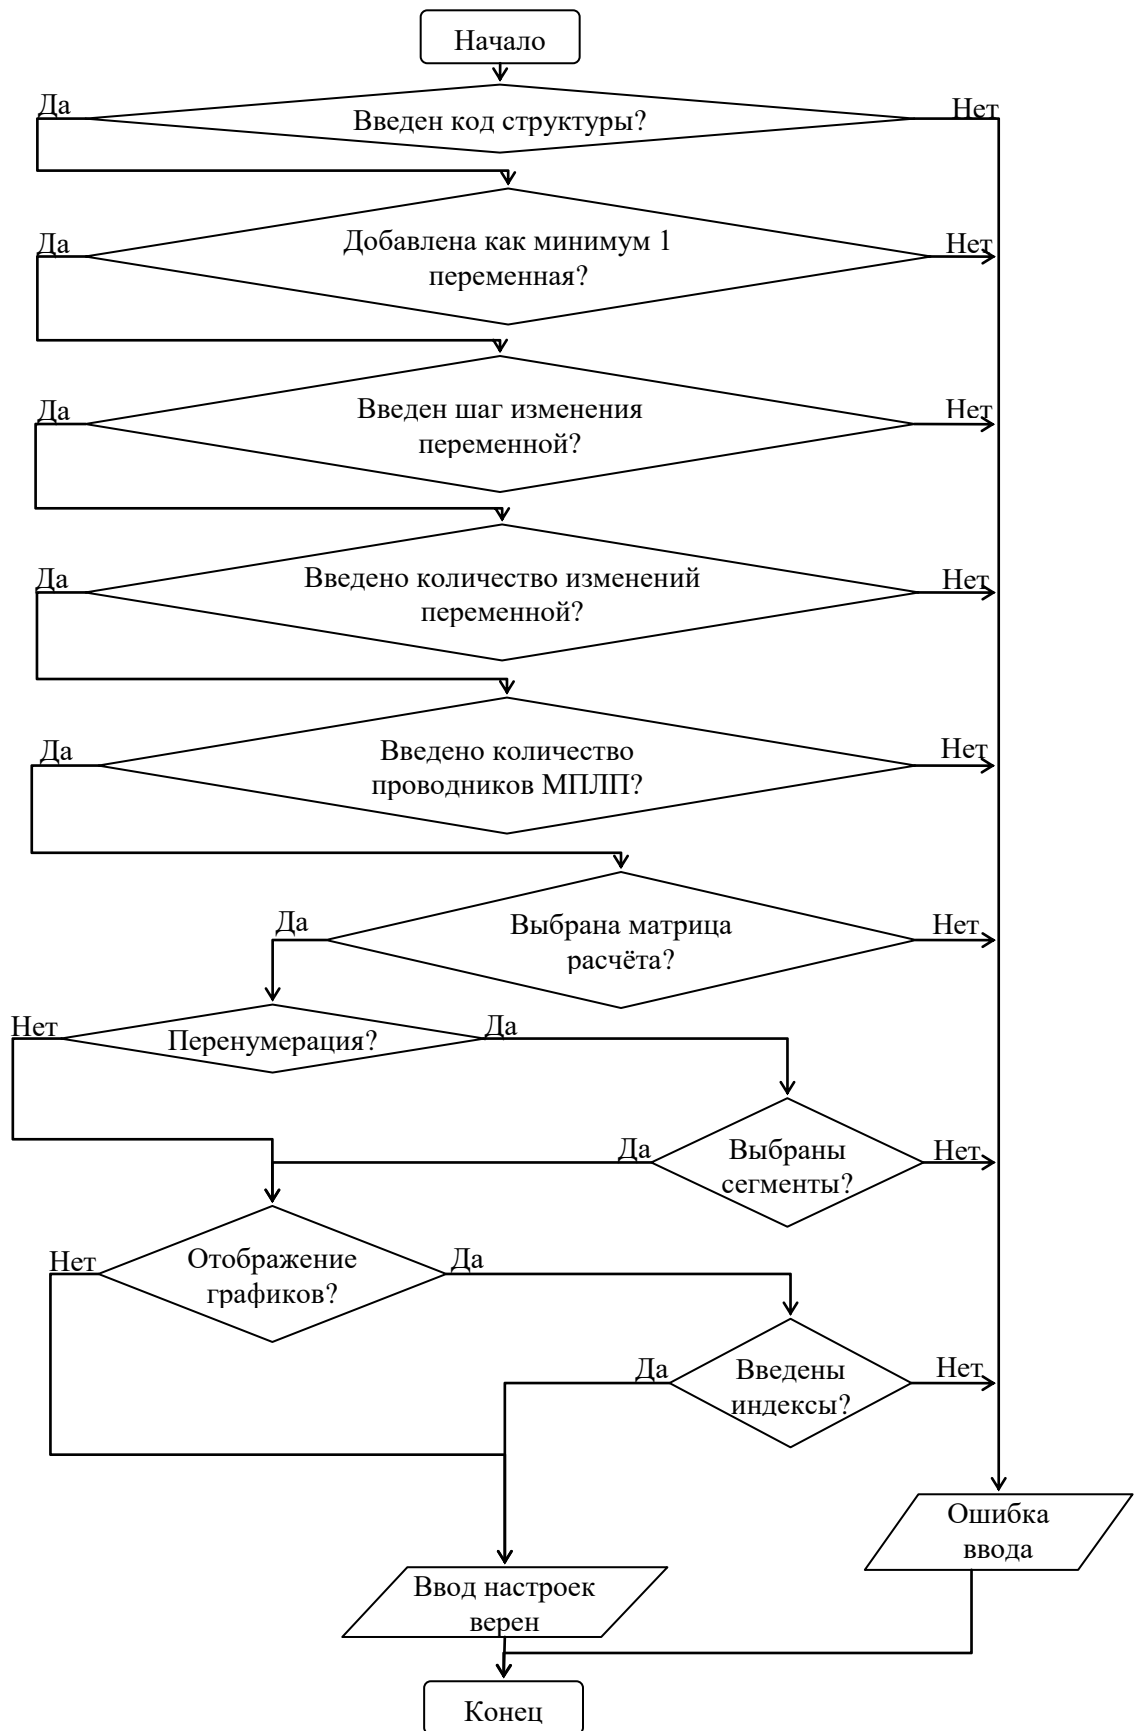 Начало
Да
Введен код структуры?
Нет
Да
Добавлена как минимум 1
переменная?
Нет
Да
Введен шаг изменения
переменной?
Нет
Да
Введено количество изменений
переменной?
Нет
Да
Введено количество
проводников МПЛП?
Нет
Да
Выбрана матрица
расчёта?
Нет
Нет
Перенумерация?
Да
Да
Выбраны
сегменты?
Нет
Нет
Отображение
графиков?
Да
Да
Введены
индексы?
Нет
Ошибка
ввода
Ввод настроек
верен
Конец